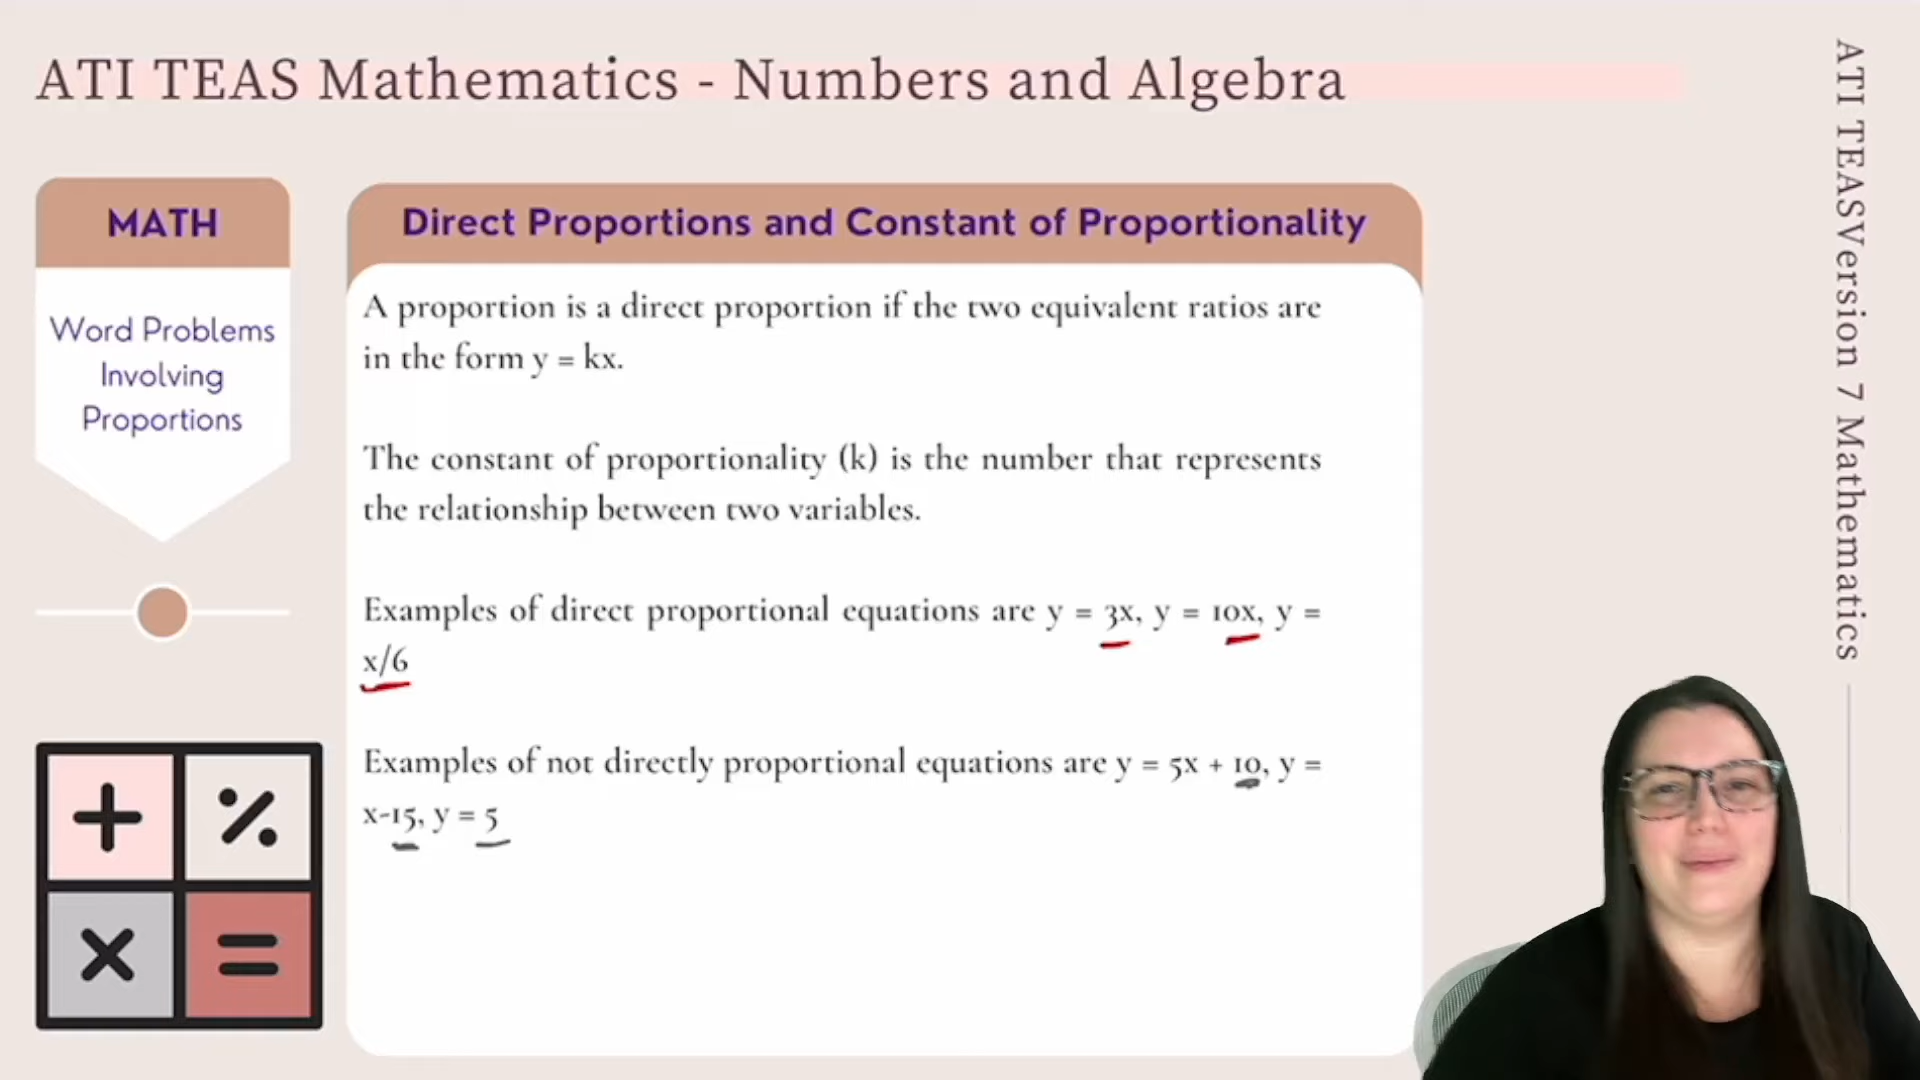 ATI TEAS Mathematics - Numbers and Algebra
MATH
Word Problems
Involving
Proportions
Direct Proportions and Constant of Proportionality
A proportion is a direct proportion if the two equivalent ratios are
in the form y = kx.
The constant of proportionality (k) is the number that represents
the relationship between two variables.
Examples of direct proportional equations are y = 3x, y = 10x, y =
x/6
Examples of not directly proportional equations are y = 5x + 10, y =
x-15, y = 5
ATI TEASVersion 7 Mathematics